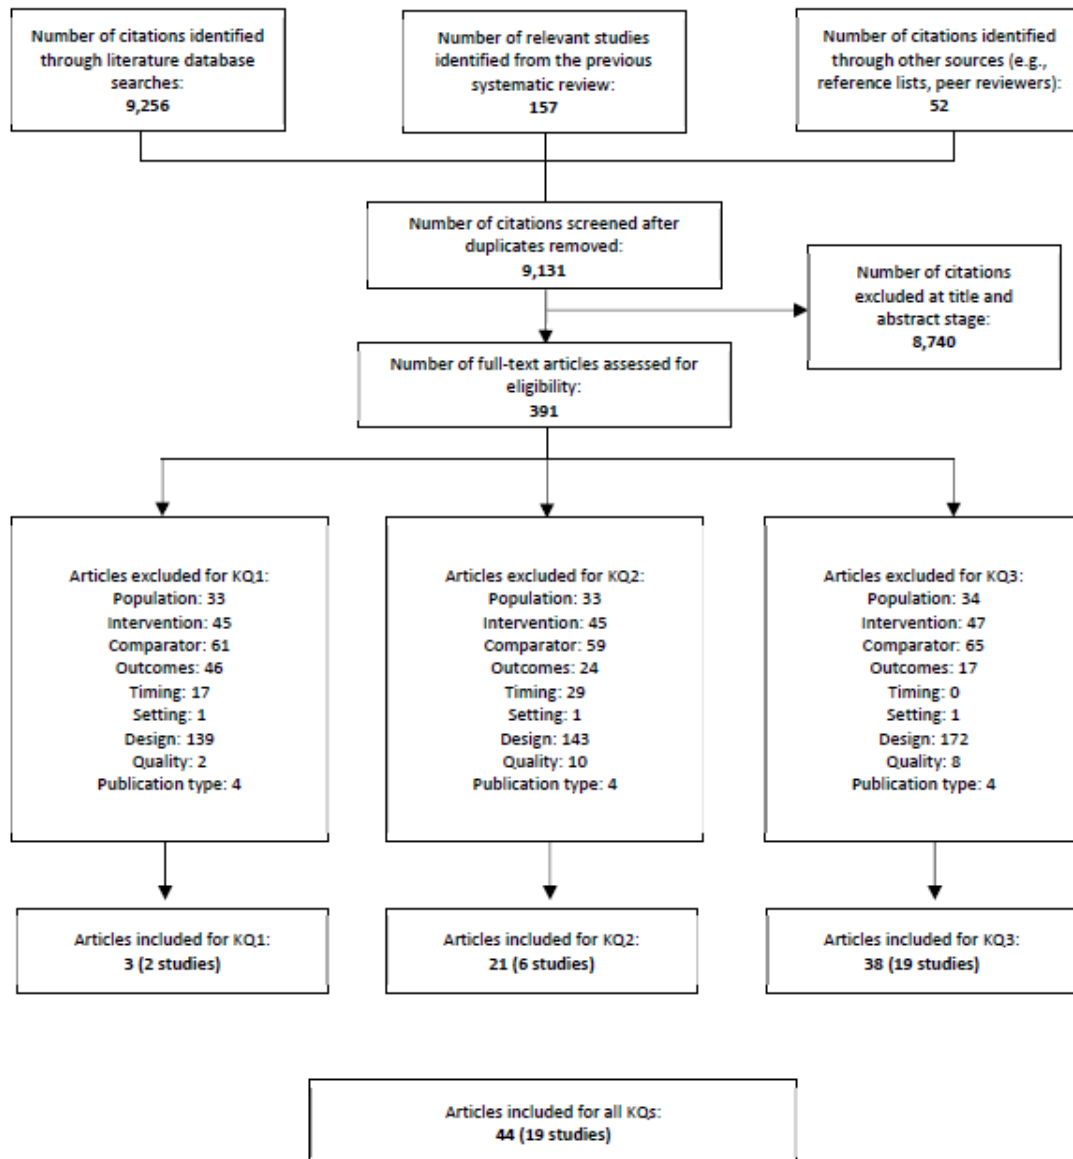 Number of citations identified
through literature database
searches:
9,256
Number of relevant studies
identified from the previous
systematic review:
157
Number of citations identified
through other sources (e.g.,
reference lists, peer reviewers):
52
Number of citations screened after
duplicates removed:
9,131
Number of citations
excluded at title and
abstract stage:
8,740
Number of full-text articles assessed for
eligibility:
391
Articles excluded for KQ1:
Population: 33
Intervention: 45
Comparator: 61
Outcomes: 46
Timing: 17
Setting: 1
Design: 139
Quality: 2
Publication type: 4
Articles excluded for KQ2:
Population: 33
Intervention: 45
Comparator: 59
Outcomes: 24
Timing: 29
Setting: 1
Design: 143
Quality: 10
Publication type: 4
Articles excluded for KQ3:
Population: 34
Intervention: 47
Comparator: 65
Outcomes: 17
Timing: 0
Setting: 1
Design: 172
Quality: 8
Publication type: 4
Articles included for KQ1:
3 (2 studies)
Articles included for KQ2:
21 (6 studies)
Articles included for KQ3:
38 (19 studies)
Articles included for all KQs:
44 (19 studies)